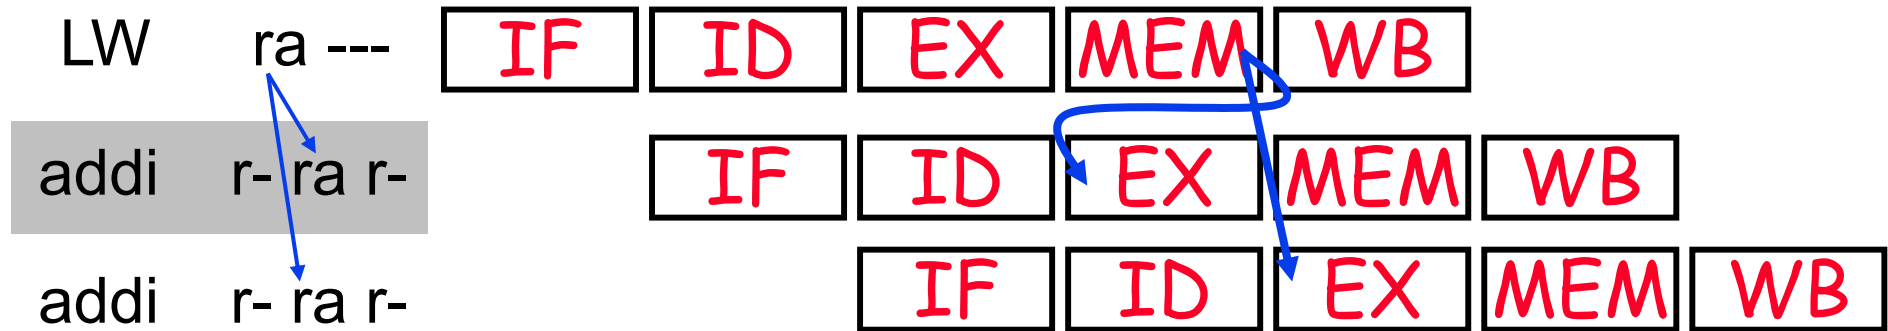 LW ra --- IF ID EX MEM WB
addi r- ra r- IF ID EX MEM WB
addi r- ra r- IF ID EX MEM WB